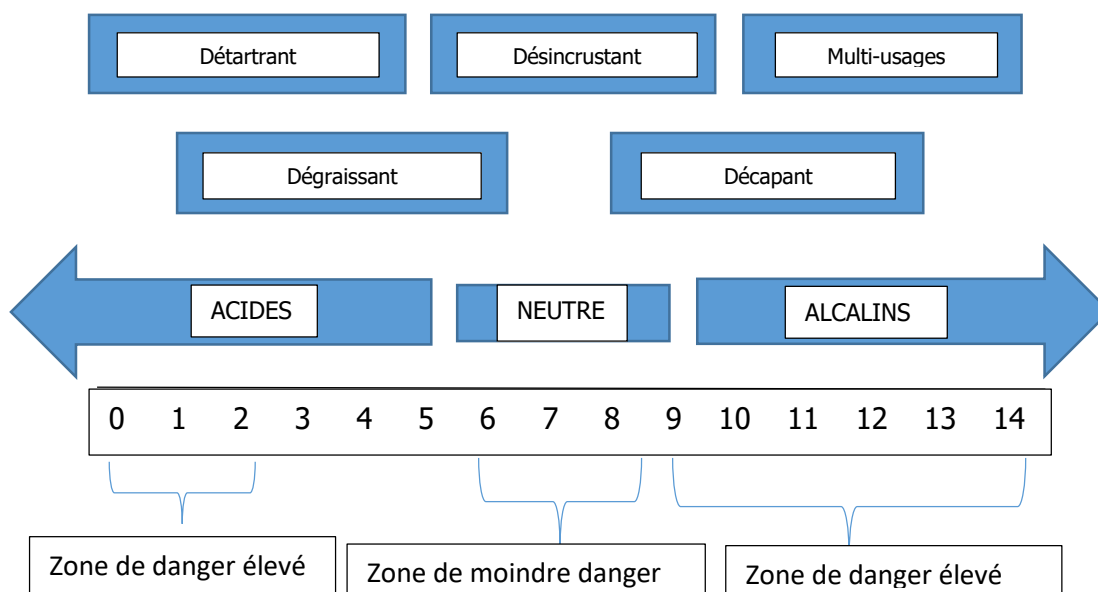 Détartrant Désincrustant Multi-usages
Dégraissant Décapant
ACIDES NEUTRE ALCALINS
0 1 2 3 4 5 6 7 8 9 10 11 12 13 14
Zone de danger élevé Zone de moindre danger Zone de danger élevé